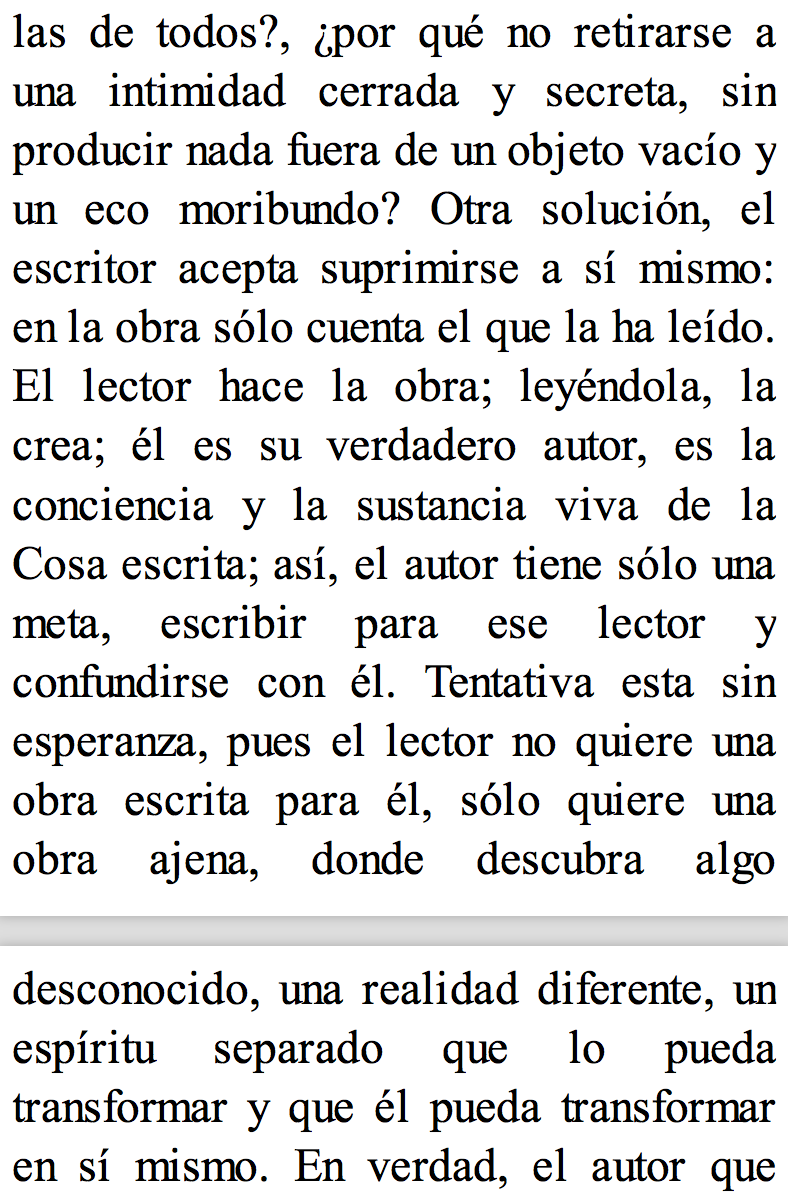 las de todos?, ¿por qué no retirarse a
una intimidad cerrada y secreta, sin
producir nada fuera de un objeto vacío y
un eco moribundo? Otra solución, el
escritor acepta suprimirse a sí mismo:
en la obra sólo cuenta el que la ha leído.
El lector hace la obra; leyéndola, la
crea; él es su verdadero autor, es la
conciencia y la sustancia viva de la
Cosa escrita; así, el autor tiene sólo una
meta, escribir para ese lector y
confundirse con él. Tentativa esta sin
esperanza, pues el lector no quiere una
obra escrita para él, sólo quiere una
obra ajena, donde descubra algo
desconocido, una realidad diferente, un
espíritu separado que lo pueda
transformar y que él pueda transformar
en sí mismo. En verdad, el autor que